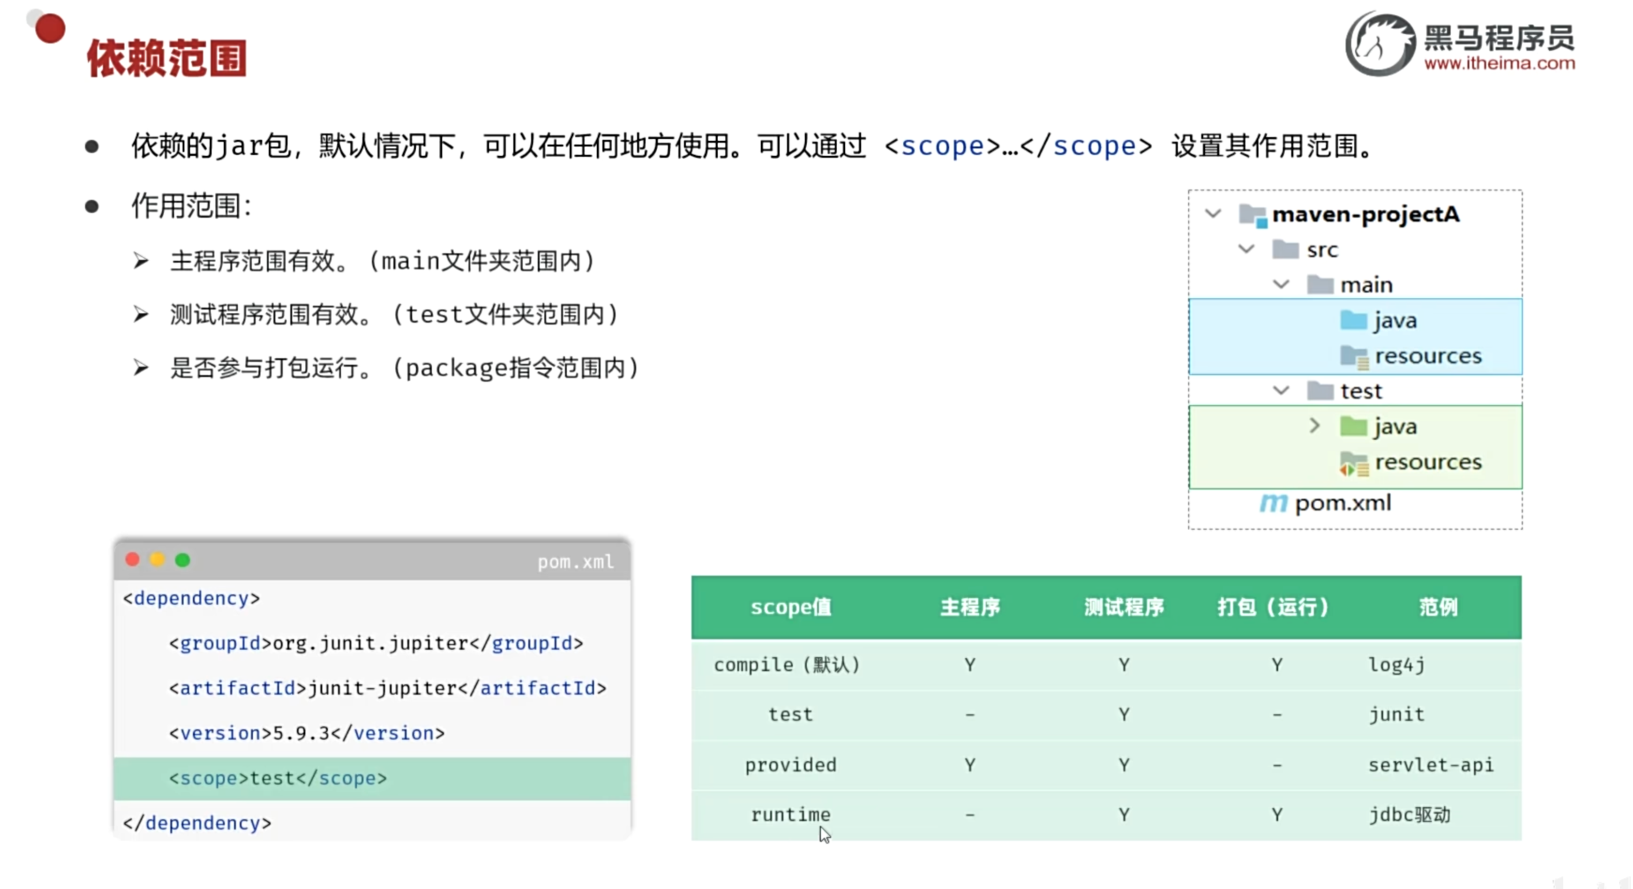 依赖范围
黑马程序员
www.itheima.com
依赖的jar包，默认情况下，可以在任何地方使用。可以通过 <scope>…</scope> 设置其作用范围。
作用范围：
主程序范围有效。（main文件夹范围内）
测试程序范围有效。（test文件夹范围内）
是否参与打包运行。（package指令范围内）
maven-projectA
src
main
java
resources
test
java
resources
pom.xml
pom.xml
<dependency>
<groupId>org.junit.jupiter</groupId>
<artifactId>junit-jupiter</artifactId>
<version>5.9.3</version>
<scope>test</scope>
</dependency>
scope值 主程序 测试程序 打包（运行） 范例
compile（默认） Y Y Y log4j
test - Y - junit
provided Y Y - servlet-api
runtime - Y Y jdbc驱动